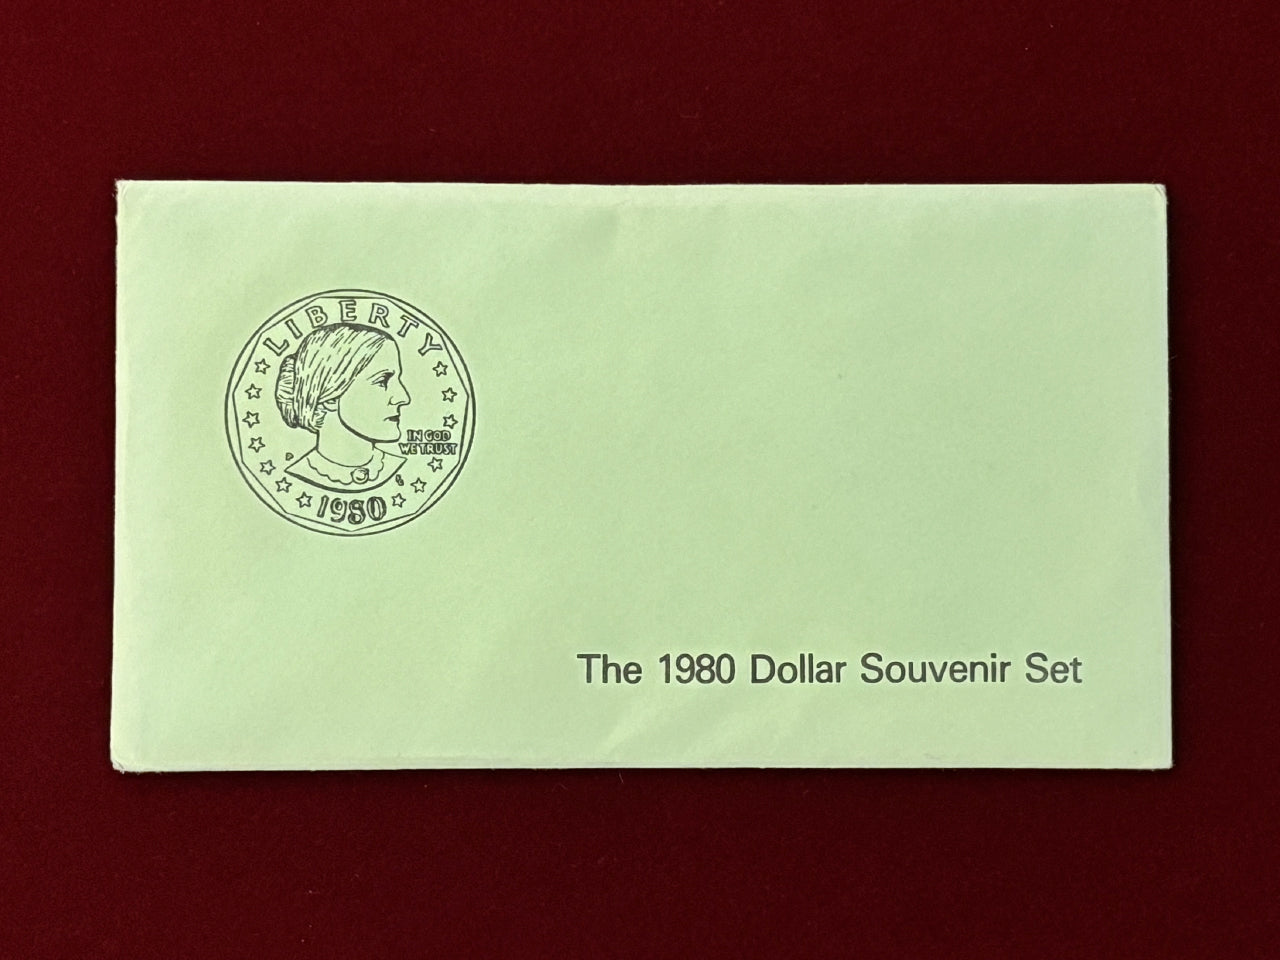 LIBERTY
IN GOD
WE TRUST
P
1980
The 1980 Dollar Souvenir Set